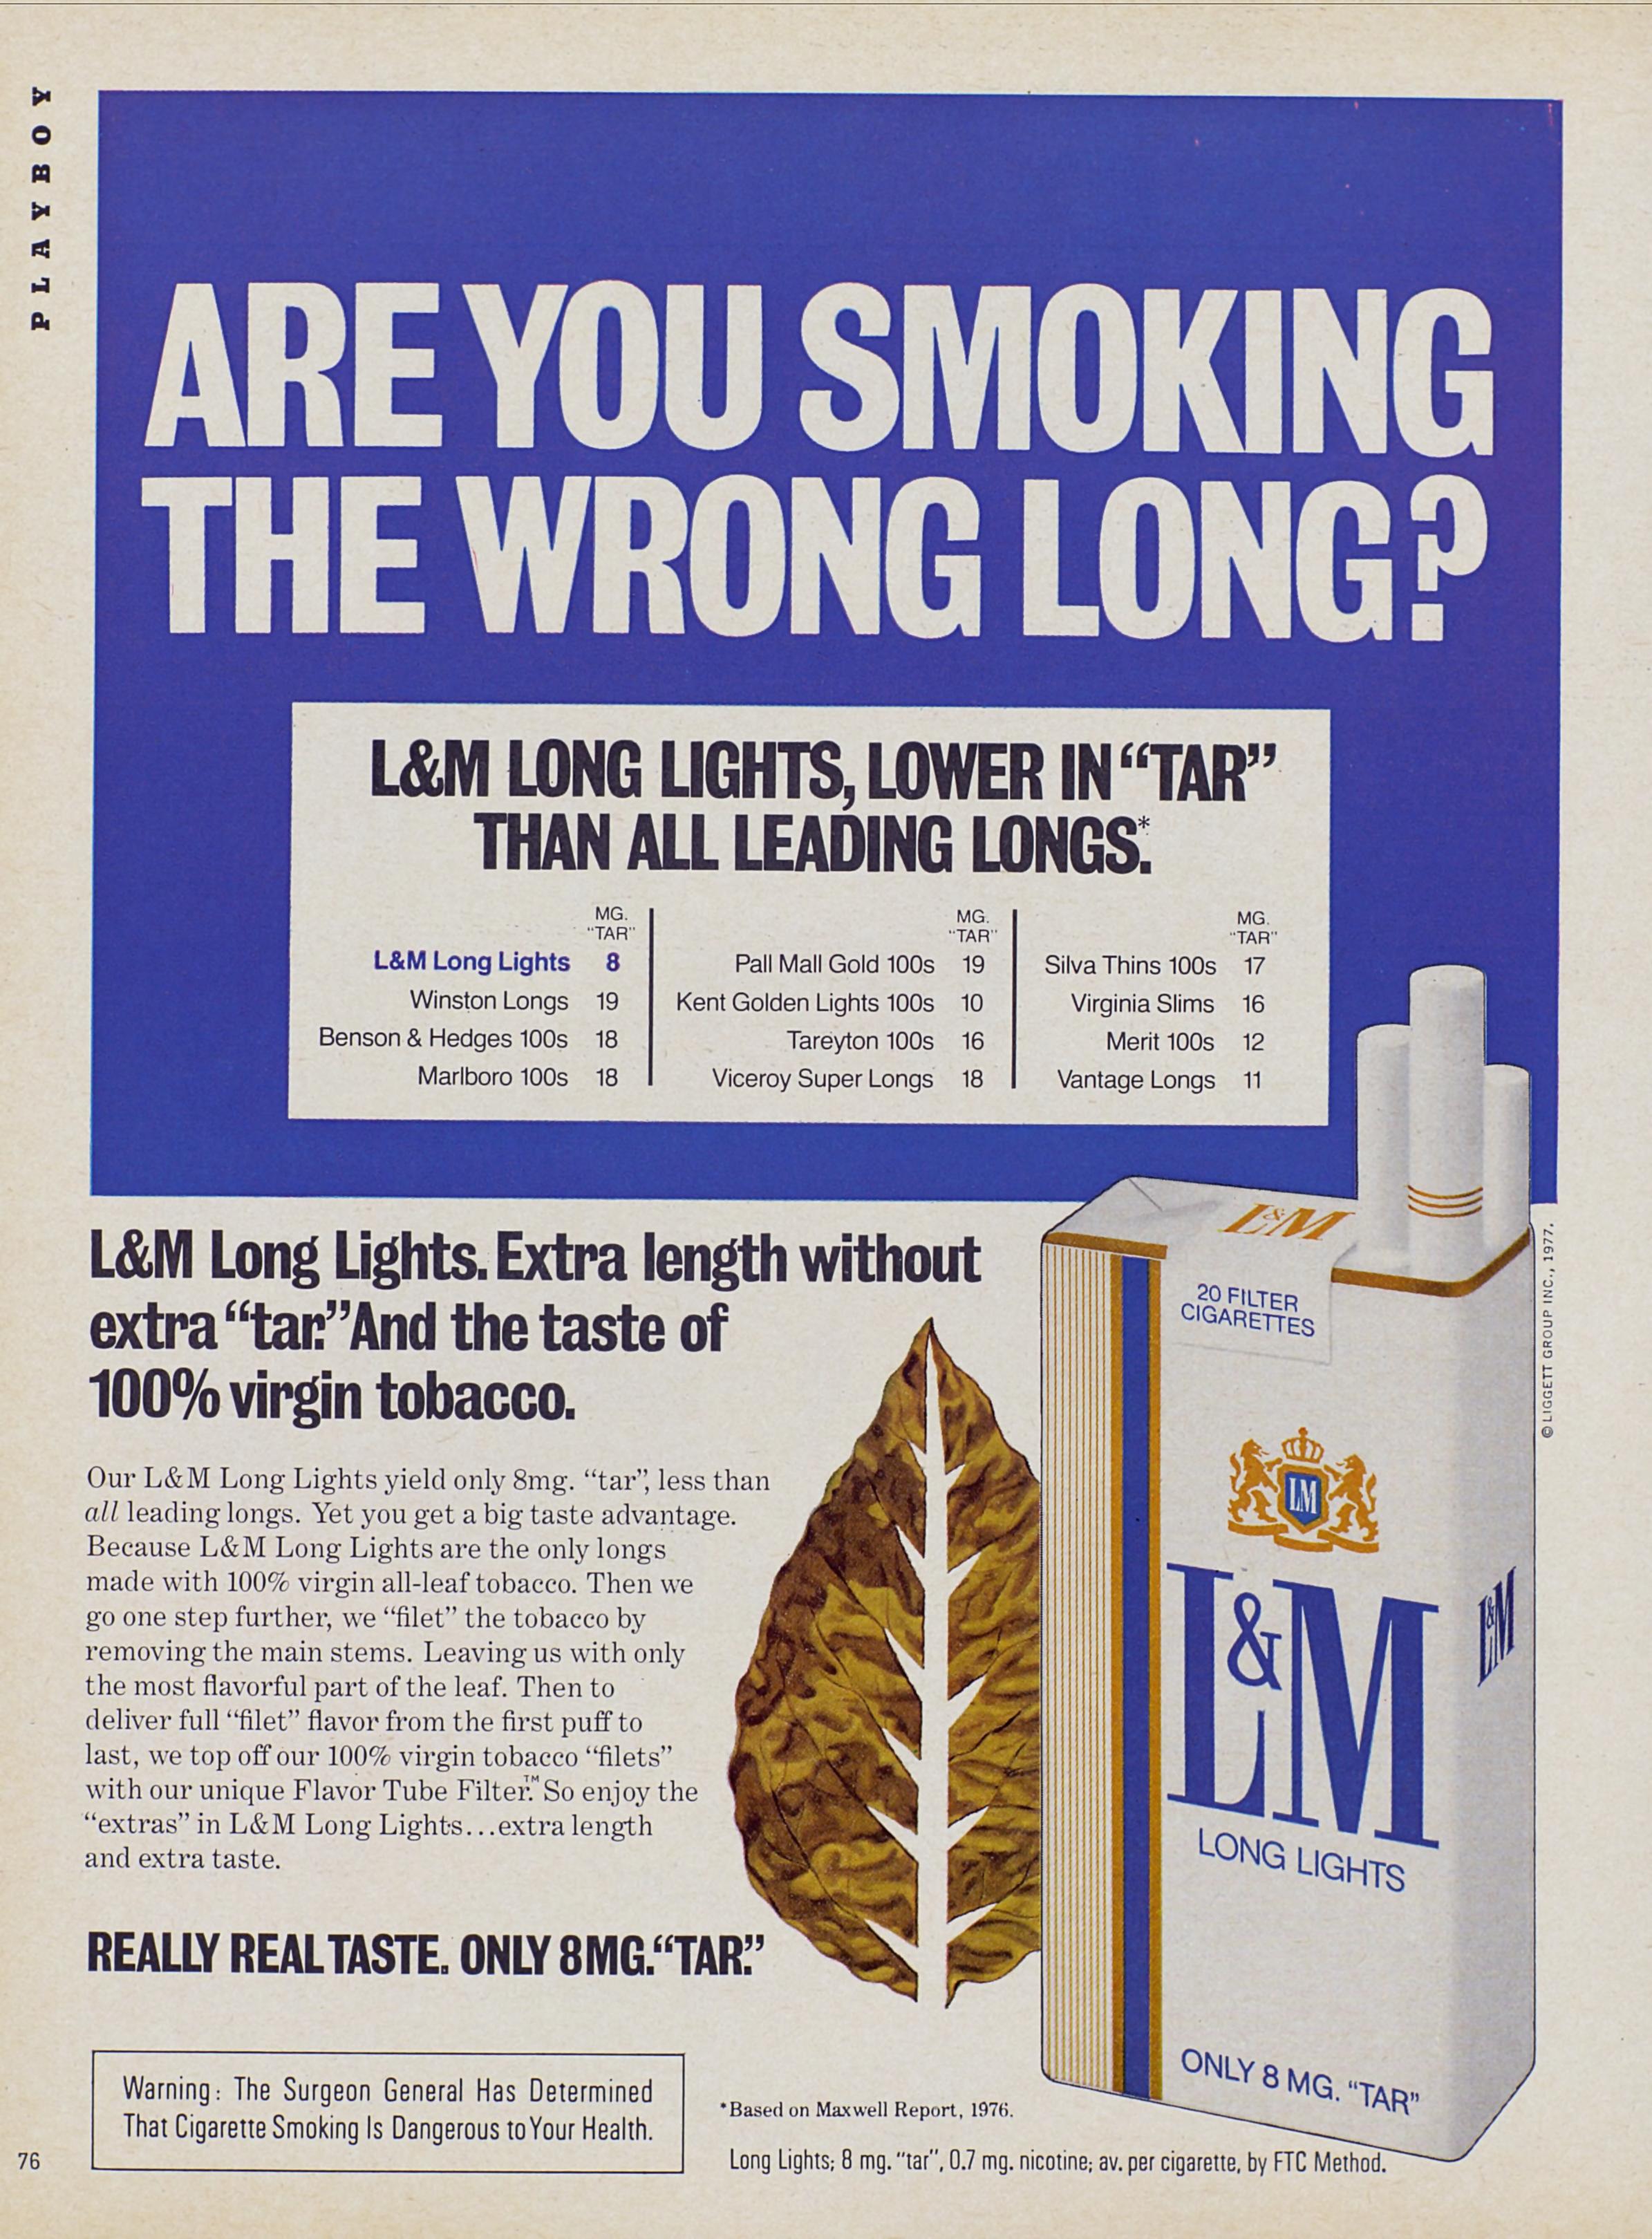 PLAYBOY
ARE YOU SMOKING
THE WRONG LONG?
L&M LONG LIGHTS, LOWER IN “TAR”
THAN ALL LEADING LONGS.*
MG.
“TAR”
L&M Long Lights 8
Winston Longs 19
Benson & Hedges 100s 18
Marlboro 100s 18
MG.
“TAR”
Pall Mall Gold 100s 19
Kent Golden Lights 100s 10
Tareyton 100s 16
Viceroy Super Longs 18
MG.
“TAR”
Silva Thins 100s 17
Virginia Slims 16
Merit 100s 12
Vantage Longs 11
L&M Long Lights. Extra length without
extra “tar.” And the taste of
100% virgin tobacco.
Our L&M Long Lights yield only 8mg. “tar”, less than
all leading longs. Yet you get a big taste advantage.
Because L&M Long Lights are the only longs
made with 100% virgin all-leaf tobacco. Then we
go one step further, we “filet” the tobacco by
removing the main stems. Leaving us with only
the most flavorful part of the leaf. Then to
deliver full “filet” flavor from the first puff to
last, we top off our 100% virgin tobacco “filets”
with our unique Flavor Tube Filter.™ So enjoy the
“extras” in L&M Long Lights...extra length
and extra taste.
REALLY REAL TASTE. ONLY 8MG. “TAR.”
L&M
20 FILTER
CIGARETTES
LM
L&M
LONG LIGHTS
ONLY 8 MG. “TAR”
L&M
© LIGGETT GROUP INC., 1977.
Warning: The Surgeon General Has Determined
That Cigarette Smoking Is Dangerous to Your Health.
*Based on Maxwell Report, 1976.
Long Lights; 8 mg. “tar”, 0.7 mg. nicotine; av. per cigarette, by FTC Method.
76